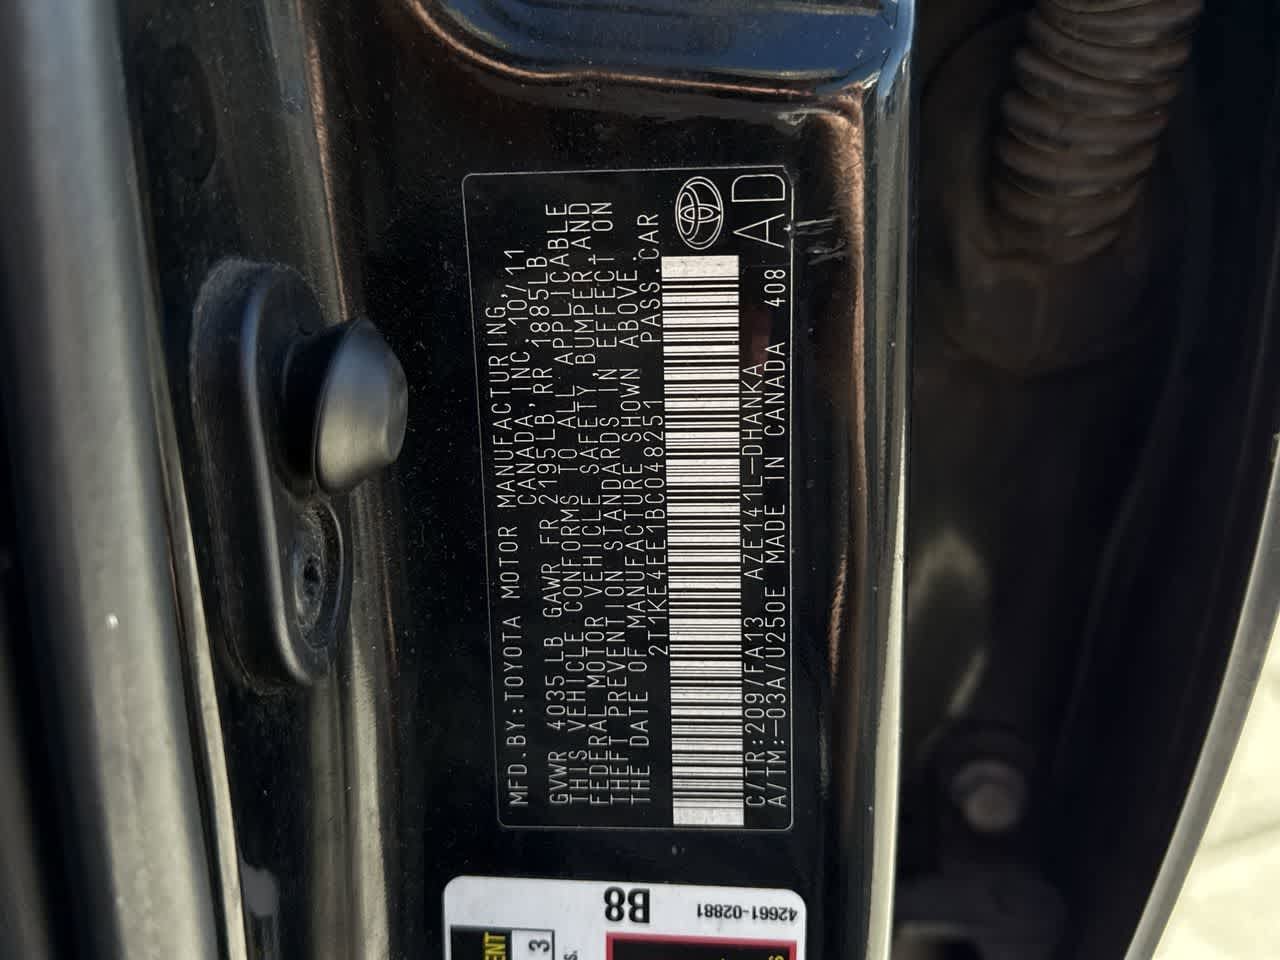 MFD.BY:TOYOTA MOTOR MANUFACTURING,
CANADA,INC. 10/11
GVWR 4035LB GAWR FR 2195LB,RR 1885LB.
THIS VEHICLE CONFORMS TO ALL APPLICABLE
FEDERAL MOTOR VEHICLE SAFETY, BUMPER,AND
THEFT PREVENTION STANDARDS IN EFFECT ON
THE DATE OF MANUFACTURE SHOWN ABOVE.
2T1KE4EE1BC048251 PASS.CAR
C/TR:209/FA13 AZE141L-DHANKA
A/TM:-03A/U250E MADE IN CANADA 408
AD
B8
42661-02881
3